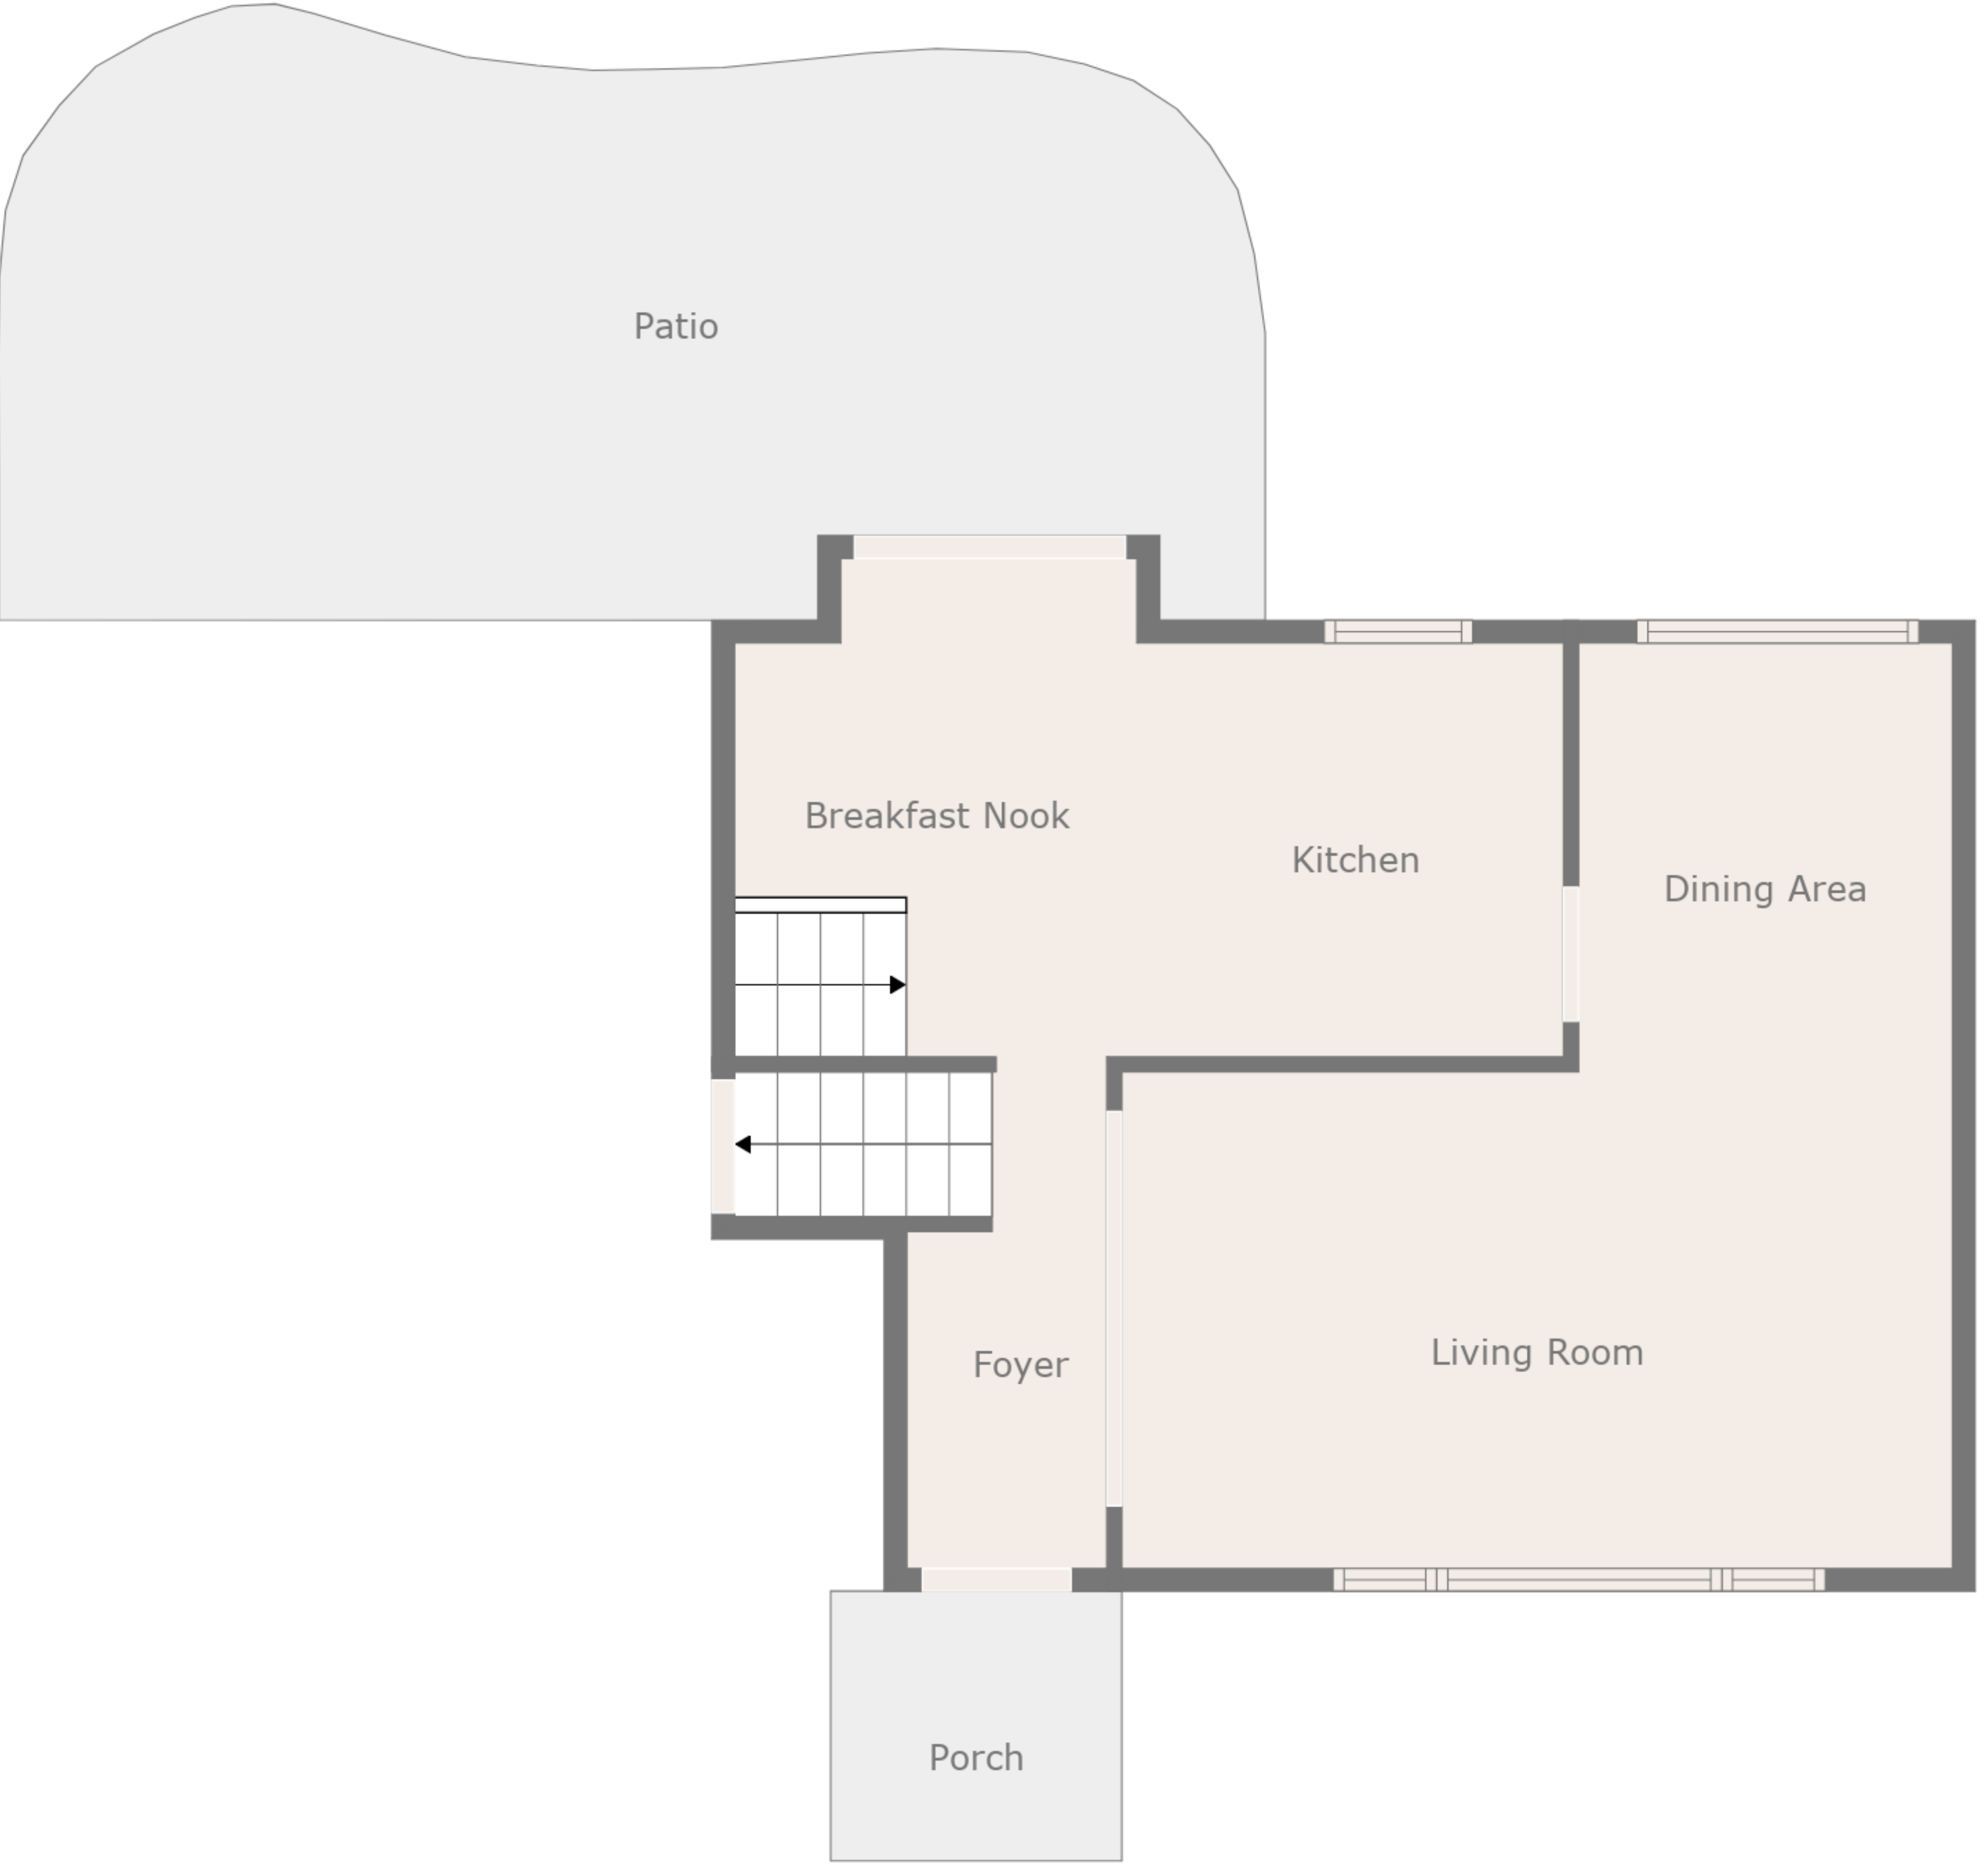 Patio
Breakfast Nook
Kitchen
Dining Area
Foyer
Living Room
Porch